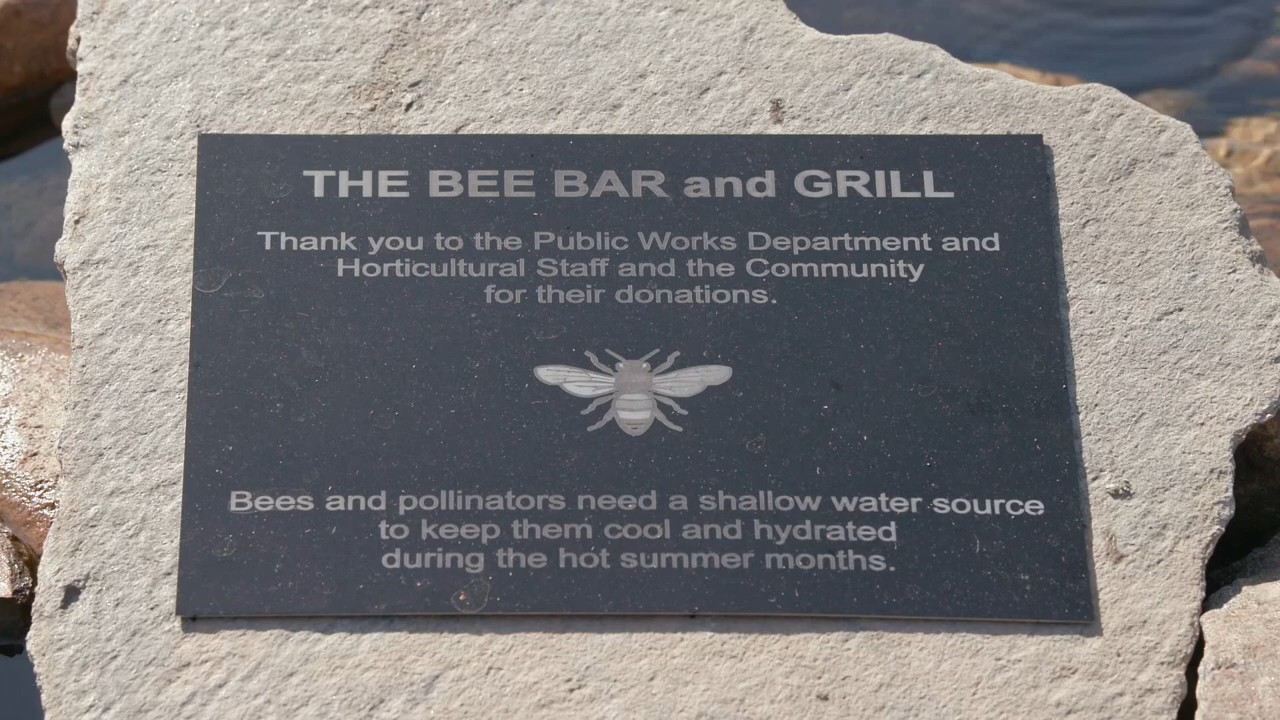 THE BEE BAR and GRILL
Thank you to the Public Works Department and
Horticultural Staff and the Community
for their donations.
Bees and pollinators need a shallow water source
to keep them cool and hydrated
during the hot summer months.